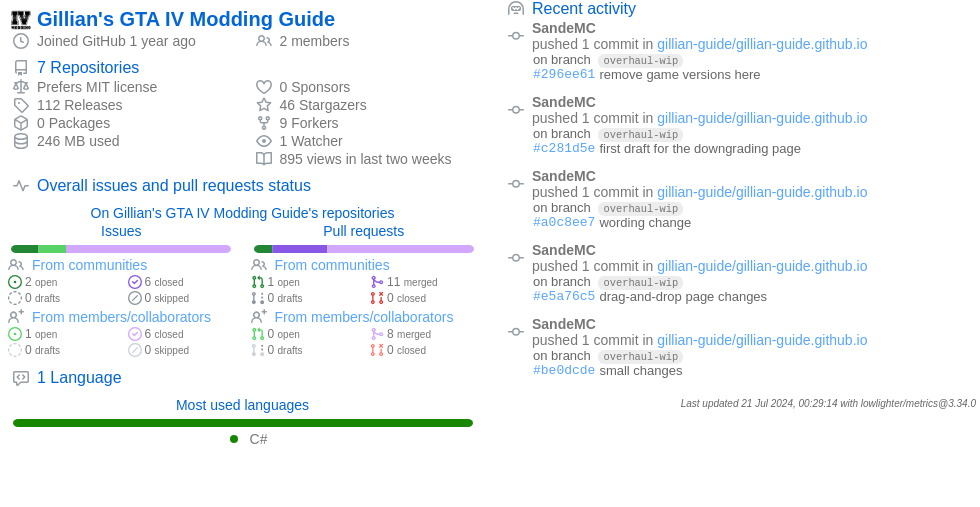 Gillian's GTA IV Modding Guide
Joined GitHub 1 year ago
2 members
7 Repositories
Prefers MIT license
112 Releases
0 Packages
246 MB used
0 Sponsors
46 Stargazers
9 Forkers
1 Watcher
895 views in last two weeks
Overall issues and pull requests status
On Gillian's GTA IV Modding Guide's repositories
Issues
From communities
2 open
6 closed
0 drafts
0 skipped
From members/collaborators
1 open
6 closed
0 drafts
0 skipped
Pull requests
From communities
1 open
11 merged
0 drafts
0 closed
From members/collaborators
0 open
8 merged
0 drafts
0 closed
1 Language
Most used languages
C#
Recent activity
SandeMC
pushed 1 commit in gillian-guide/gillian-guide.github.io
on branch overhaul-wip
#296ee61 remove game versions here
SandeMC
pushed 1 commit in gillian-guide/gillian-guide.github.io
on branch overhaul-wip
#c281d5e first draft for the downgrading page
SandeMC
pushed 1 commit in gillian-guide/gillian-guide.github.io
on branch overhaul-wip
#a0c8ee7 wording change
SandeMC
pushed 1 commit in gillian-guide/gillian-guide.github.io
on branch overhaul-wip
#e5a76c5 drag-and-drop page changes
SandeMC
pushed 1 commit in gillian-guide/gillian-guide.github.io
on branch overhaul-wip
#be0dcde small changes
Last updated 21 Jul 2024, 00:29:14 with lowlighter/metrics@3.34.0